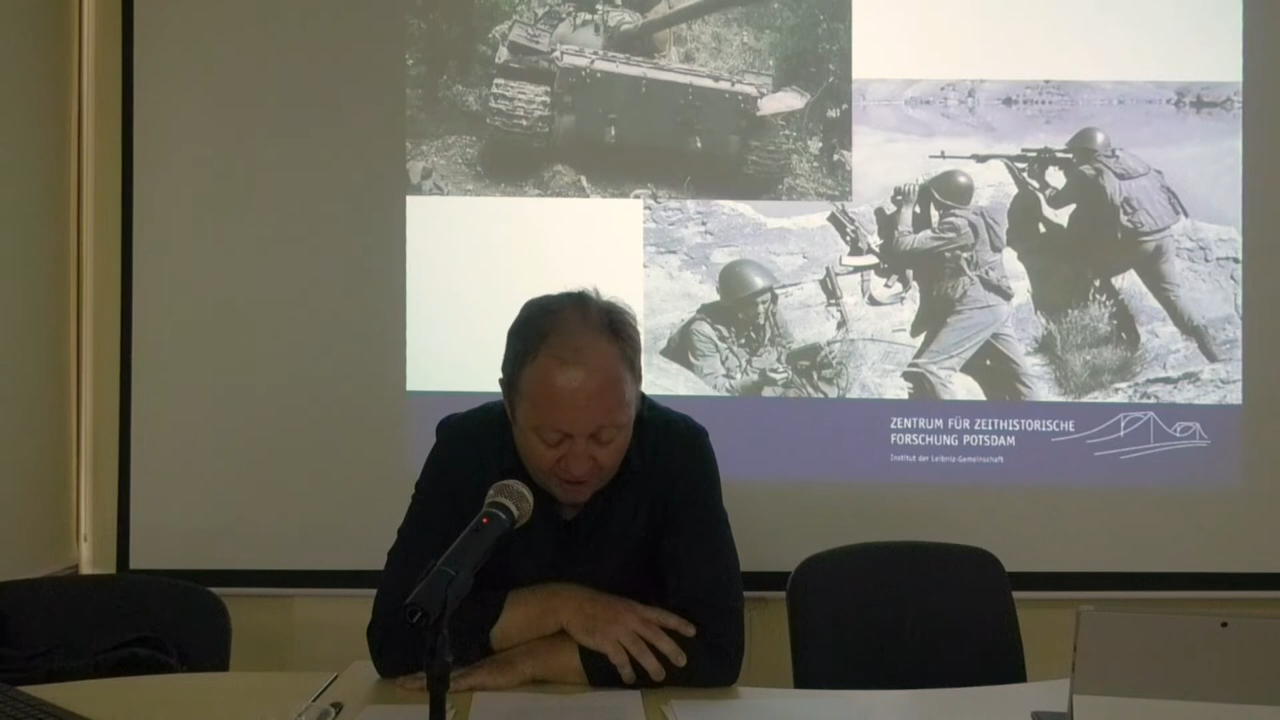 ZENTRUM FÜR ZEITHISTORISCHE
FORSCHUNG POTSDAM
Institut der Leibniz-Gemeinschaft